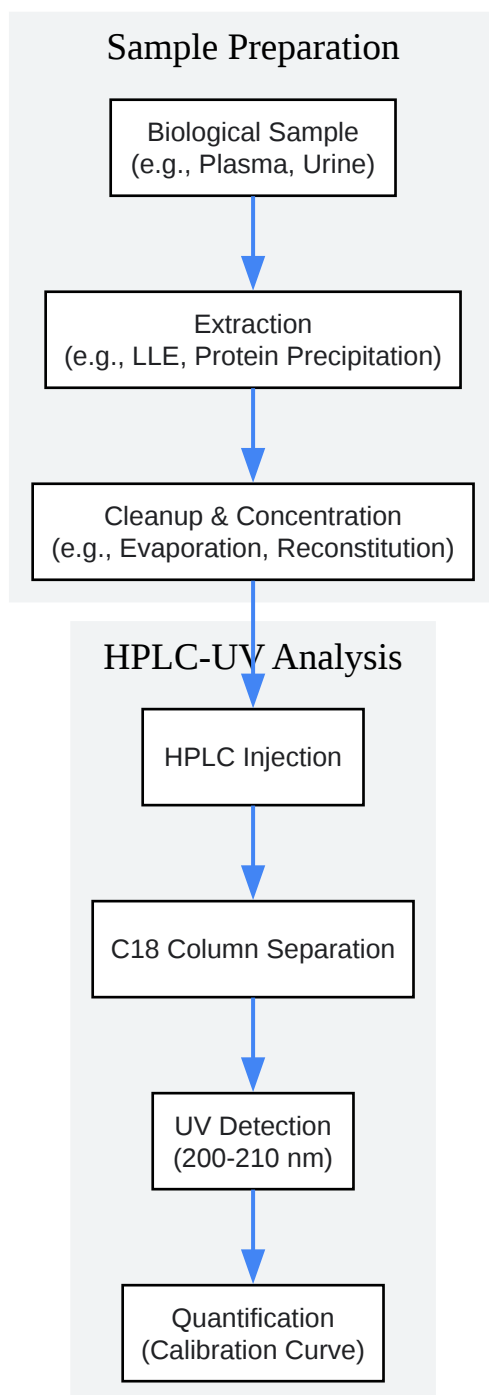 Sample Preparation
Biological Sample
(e.g., Plasma, Urine)
Extraction
(e.g., LLE, Protein Precipitation)
Cleanup & Concentration
(e.g., Evaporation, Reconstitution)
HPLC-UV Analysis
HPLC Injection
C18 Column Separation
UV Detection
(200-210 nm)
Quantification
(Calibration Curve)